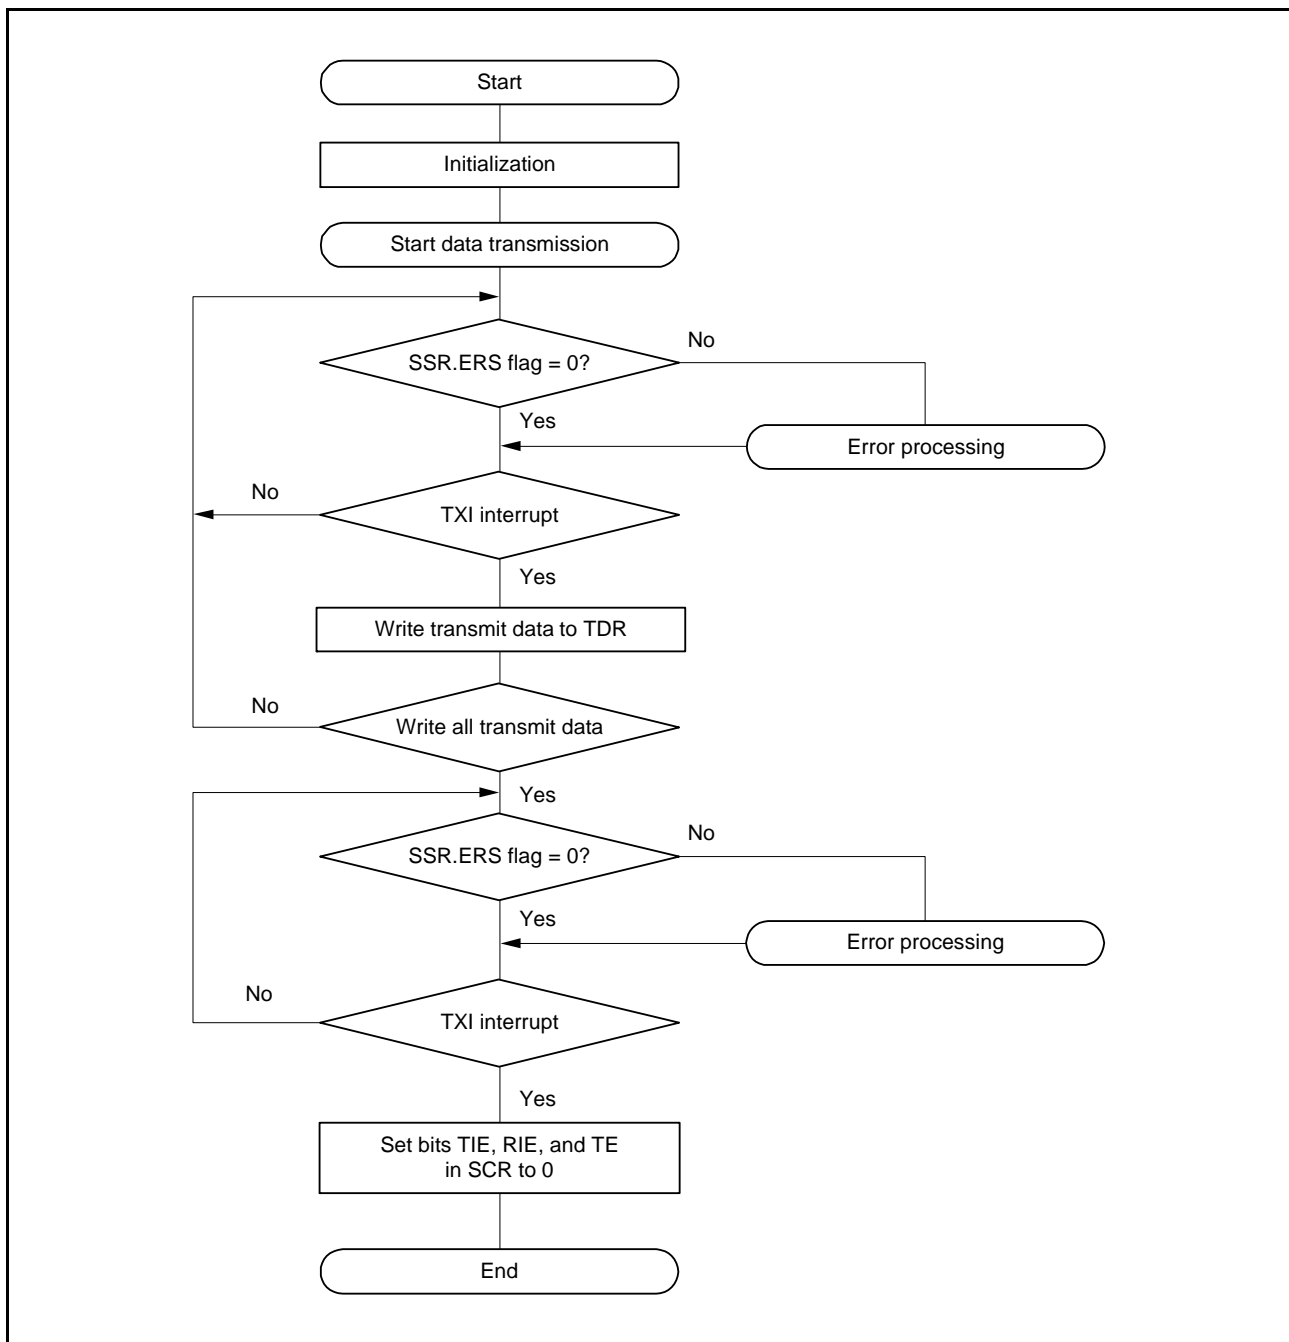 Start
Initialization
Start data transmission
SSR.ERS flag = 0?
No
Yes
Error processing
No
TXI interrupt
Yes
Write transmit data to TDR
No
Write all transmit data
Yes
SSR.ERS flag = 0?
No
Yes
Error processing
No
TXI interrupt
Yes
Set bits TIE, RIE, and TE
in SCR to 0
End